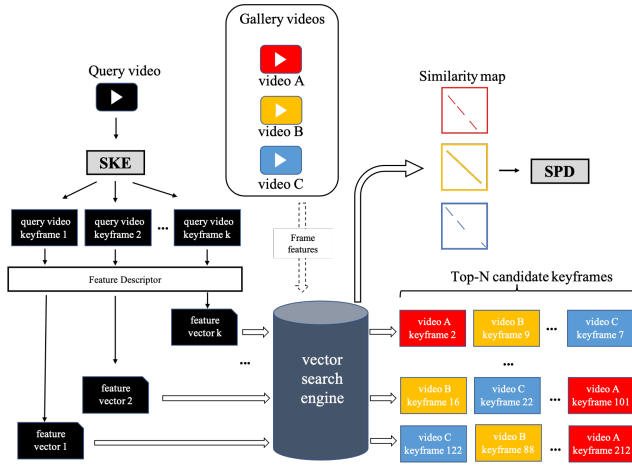 Gallery videos
video A
video B
video C
Query video
SKE
query video
keyframe 1
query video
keyframe 2
...
query video
keyframe k
Feature Descriptor
feature
vector k
...
feature
vector 2
feature
vector 1
Frame
features
vector
search
engine
Similarity map
SPD
Top-N candidate keyframes
video A
keyframe 2
video B
keyframe 9
...
video C
keyframe 7
...
video B
keyframe 16
video C
keyframe 22
...
video A
keyframe 101
video C
keyframe 122
video B
keyframe 88
...
video A
keyframe 212